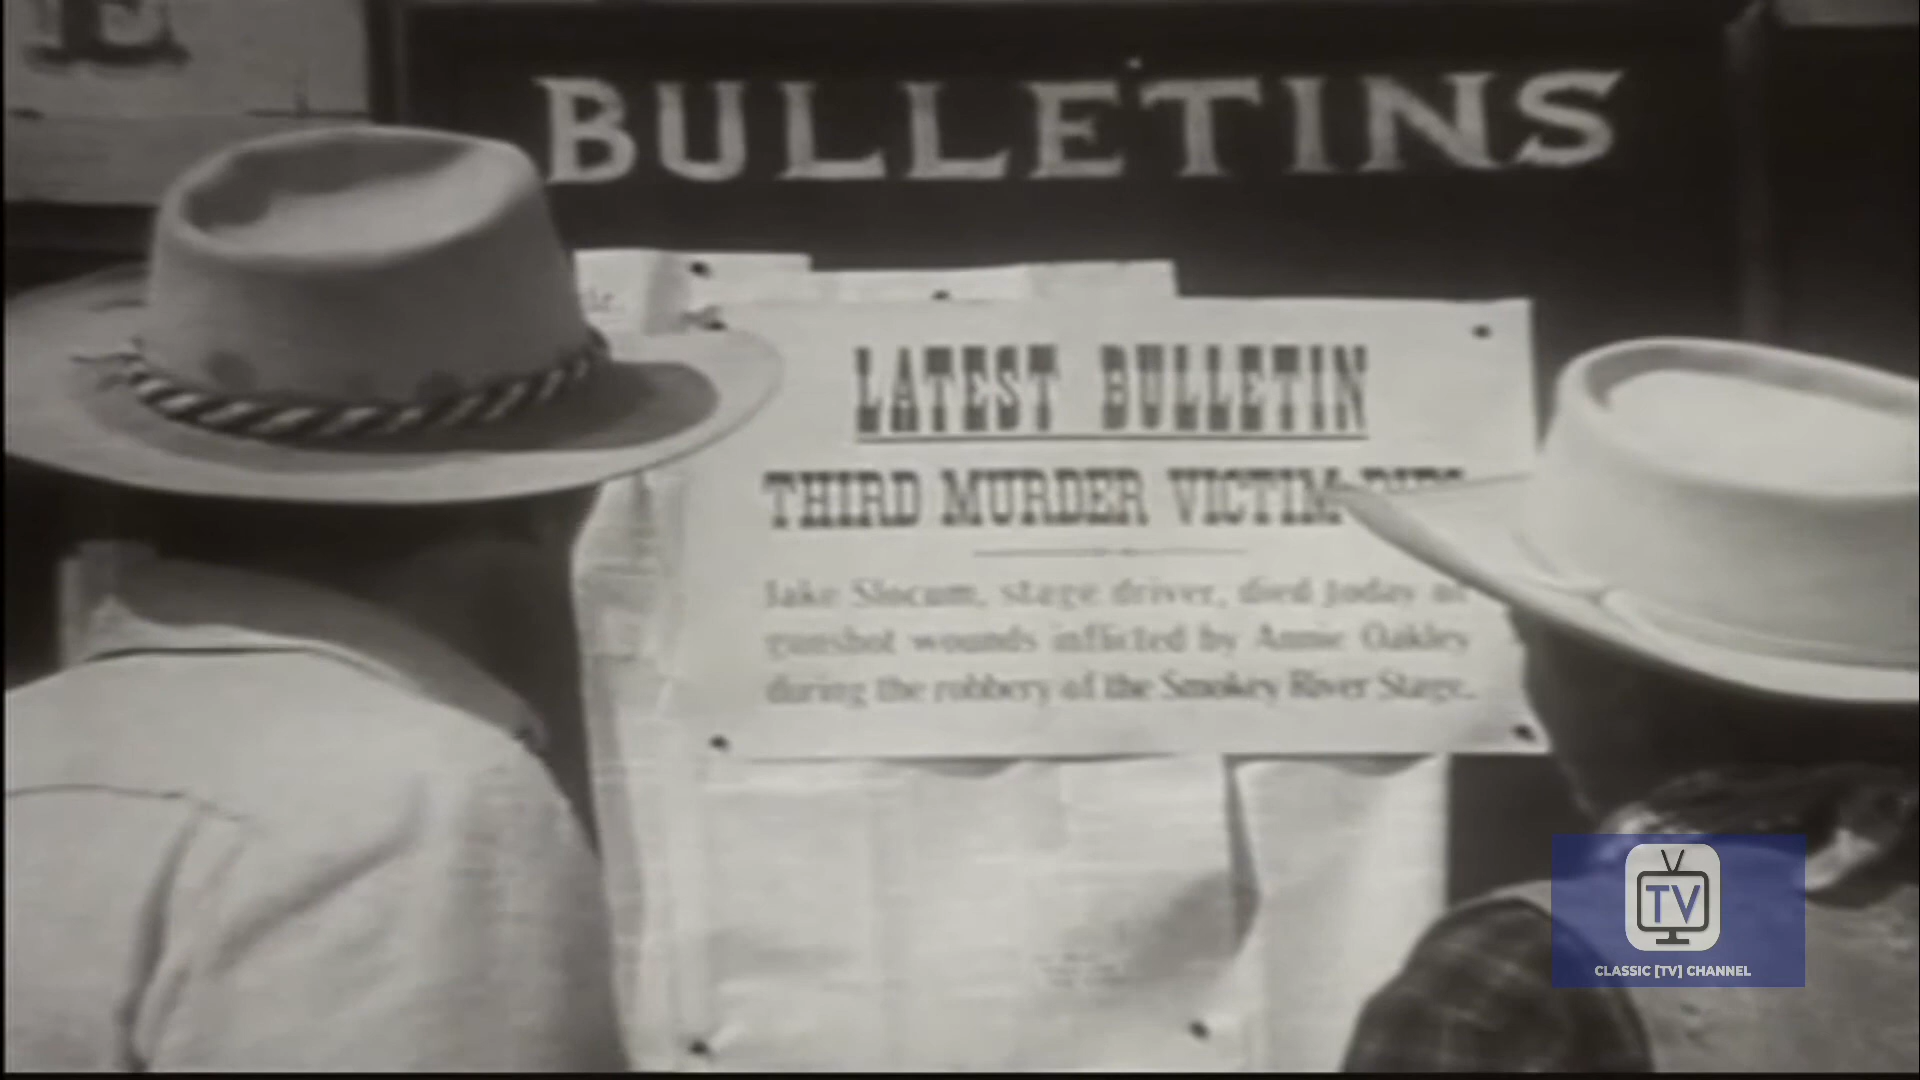 E
BULLETINS
LATEST BULLETIN
THIRD MURDER VICTIM DIES
Jake Slocum, stage driver, died today of
gunshot wounds inflicted by Annie Oakley
during the robbery of the Smokey River Stage.
TV
CLASSIC [TV] CHANNEL